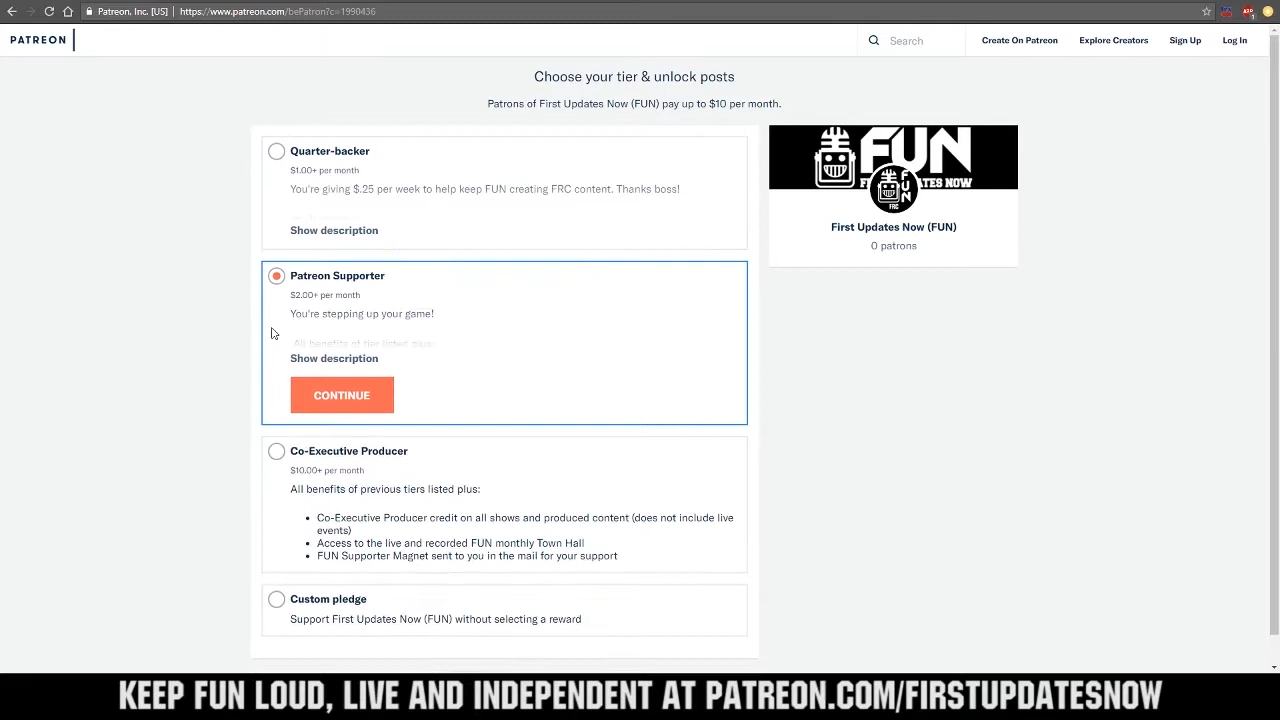 Patreon, Inc. [US] | https://www.patreon.com/bePatron?c=1990436
PATREON
Search
Create On Patreon
Explore Creators
Sign Up
Log In
Choose your tier & unlock posts
Patrons of First Updates Now (FUN) pay up to $10 per month.
Quarter-backer
$1.00+ per month
You're giving $.25 per week to help keep FUN creating FRC content. Thanks boss!
Show description
Patreon Supporter
$2.00+ per month
You're stepping up your game!
All benefits of tier listed plus:
Show description
CONTINUE
Co-Executive Producer
$10.00+ per month
All benefits of previous tiers listed plus:
• Co-Executive Producer credit on all shows and produced content (does not include live
events)
• Access to the live and recorded FUN monthly Town Hall
• FUN Supporter Magnet sent to you in the mail for your support
Custom pledge
Support First Updates Now (FUN) without selecting a reward
FUN
FUN
FRC
First Updates Now (FUN)
0 patrons
KEEP FUN LOUD, LIVE AND INDEPENDENT AT PATREON.COM/FIRSTUPDATESNOW